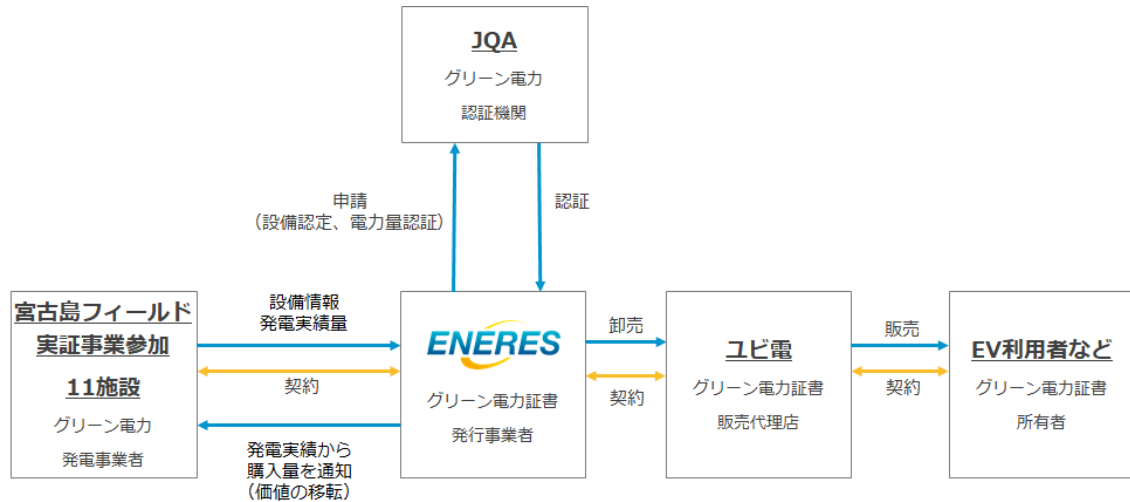 JQA
グリーン電力
認証機関
申請
（設備認定、電力量認証）
認証
宮古島フィールド
実証事業参加
11施設
グリーン電力
発電事業者
設備情報
発電実績量
契約
発電実績から
購入量を通知
（価値の移転）
ENERES
グリーン電力証書
発行事業者
卸売
契約
ユビ電
グリーン電力証書
販売代理店
販売
契約
EV利用者など
グリーン電力証書
所有者